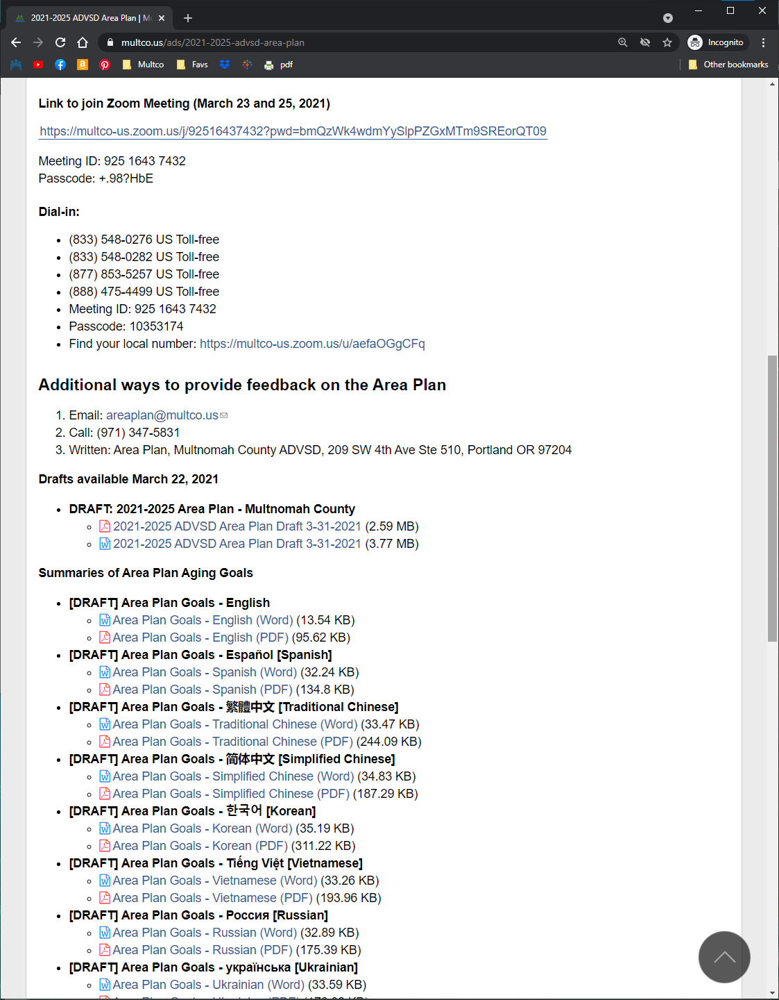 2021-2025 ADVSD Area Plan | Mu
multco.us/ads/2021-2025-advsd-area-plan
Incognito
Multco
Favs
pdf
Other bookmarks
Link to join Zoom Meeting (March 23 and 25, 2021)
https://multco-us.zoom.us/j/92516437432?pwd=bmQzWk4wdmYySlpPZGxMTm9SREorQT09
Meeting ID: 925 1643 7432
Passcode: +.98?HbE
Dial-in:
(833) 548-0276 US Toll-free
(833) 548-0282 US Toll-free
(877) 853-5257 US Toll-free
(888) 475-4499 US Toll-free
Meeting ID: 925 1643 7432
Passcode: 10353174
Find your local number: https://multco-us.zoom.us/u/aefaOGgCFq
Additional ways to provide feedback on the Area Plan
1. Email: areaplan@multco.us
2. Call: (971) 347-5831
3. Written: Area Plan, Multnomah County ADVSD, 209 SW 4th Ave Ste 510, Portland OR 97204
Drafts available March 22, 2021
DRAFT: 2021-2025 Area Plan - Multnomah County
2021-2025 ADVSD Area Plan Draft 3-31-2021 (2.59 MB)
2021-2025 ADVSD Area Plan Draft 3-31-2021 (3.77 MB)
Summaries of Area Plan Aging Goals
[DRAFT] Area Plan Goals - English
Area Plan Goals - English (Word) (13.54 KB)
Area Plan Goals - English (PDF) (95.62 KB)
[DRAFT] Area Plan Goals - Español [Spanish]
Area Plan Goals - Spanish (Word) (32.24 KB)
Area Plan Goals - Spanish (PDF) (134.8 KB)
[DRAFT] Area Plan Goals - 繁體中文 [Traditional Chinese]
Area Plan Goals - Traditional Chinese (Word) (33.47 KB)
Area Plan Goals - Traditional Chinese (PDF) (244.09 KB)
[DRAFT] Area Plan Goals - 简体中文 [Simplified Chinese]
Area Plan Goals - Simplified Chinese (Word) (34.83 KB)
Area Plan Goals - Simplified Chinese (PDF) (187.29 KB)
[DRAFT] Area Plan Goals - 한국어 [Korean]
Area Plan Goals - Korean (Word) (35.19 KB)
Area Plan Goals - Korean (PDF) (311.22 KB)
[DRAFT] Area Plan Goals - Tiếng Việt [Vietnamese]
Area Plan Goals - Vietnamese (Word) (33.26 KB)
Area Plan Goals - Vietnamese (PDF) (193.96 KB)
[DRAFT] Area Plan Goals - Россия [Russian]
Area Plan Goals - Russian (Word) (32.89 KB)
Area Plan Goals - Russian (PDF) (175.39 KB)
[DRAFT] Area Plan Goals - українська [Ukrainian]
Area Plan Goals - Ukrainian (Word) (33.59 KB)